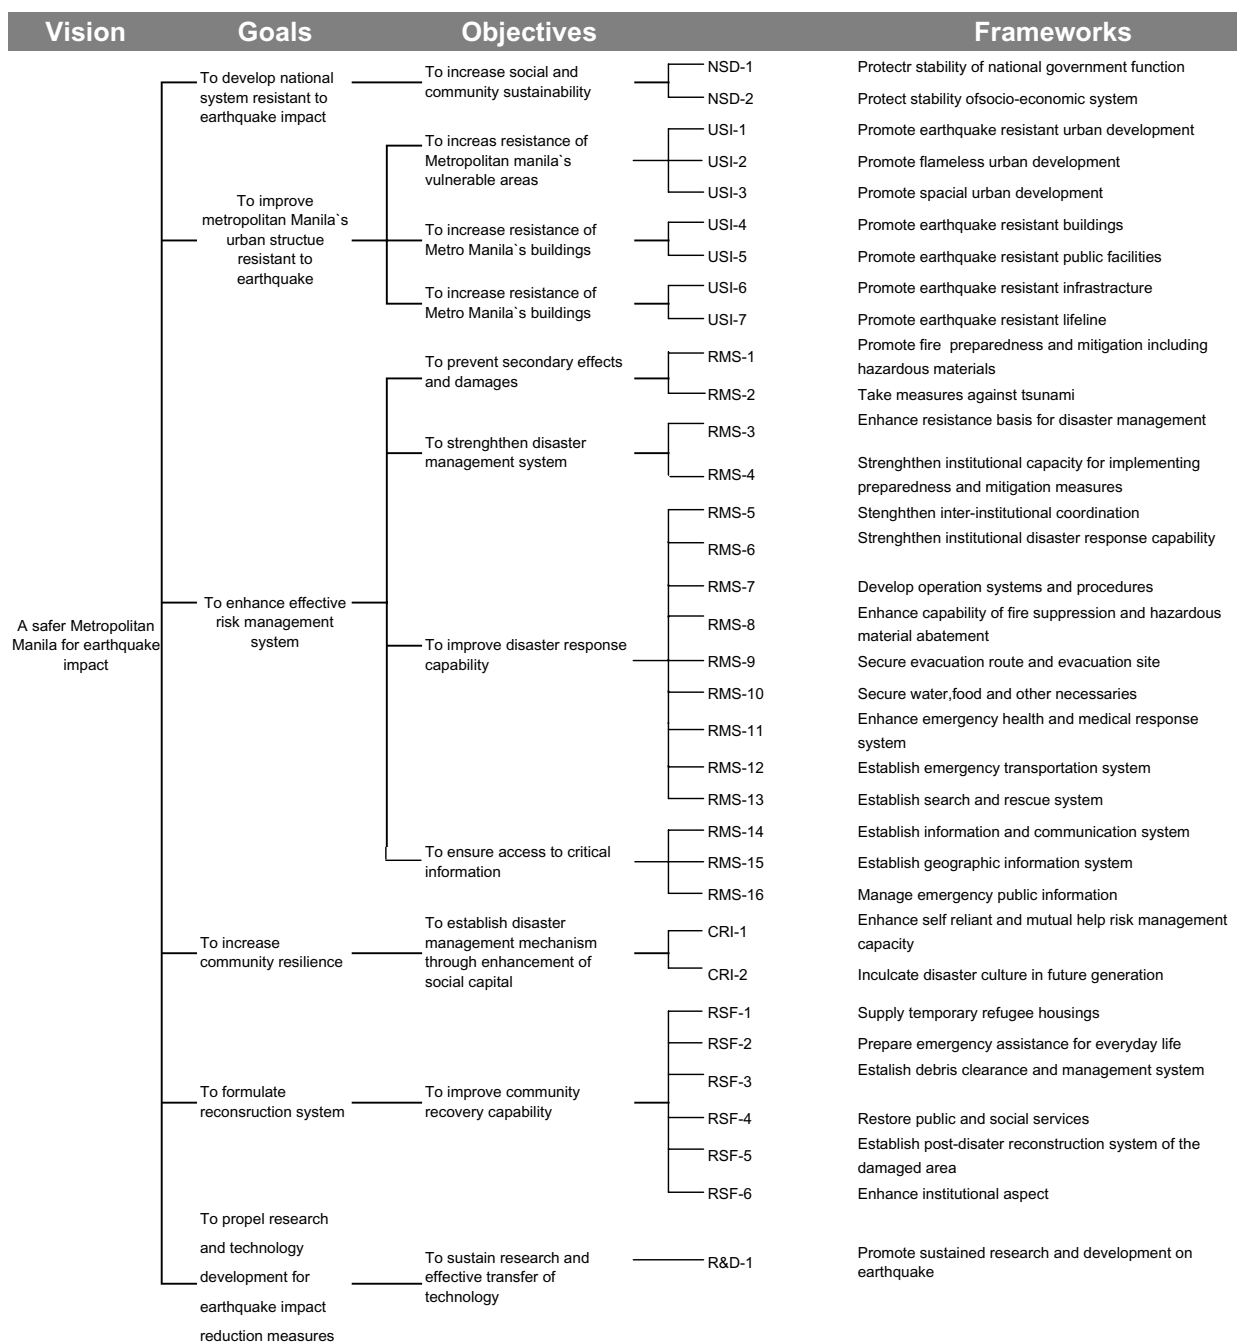 Vision Goals Objectives Frameworks
A safer Metropolitan
Manila for earthquake
impact
To develop national
system resistant to
earthquake impact
To increase social and
community sustainability
NSD-1 Protectr stability of national government function
NSD-2 Protect stability ofsocio-economic system
To improve
metropolitan Manila`s
urban structue
resistant to
earthquake
To increas resistance of
Metropolitan manila`s
vulnerable areas
USI-1 Promote earthquake resistant urban development
USI-2 Promote flameless urban development
USI-3 Promote spacial urban development
To increase resistance of
Metro Manila`s buildings
USI-4 Promote earthquake resistant buildings
USI-5 Promote earthquake resistant public facilities
To increase resistance of
Metro Manila`s buildings
USI-6 Promote earthquake resistant infrastracture
USI-7 Promote earthquake resistant lifeline
To enhance effective
risk management
system
To prevent secondary effects
and damages
RMS-1 Promote fire preparedness and mitigation including
hazardous materials
RMS-2 Take measures against tsunami
To strenghthen disaster
management system
RMS-3 Enhance resistance basis for disaster management
RMS-4 Strenghthen institutional capacity for implementing
preparedness and mitigation measures
To improve disaster response
capability
RMS-5 Stenghthen inter-institutional coordination
RMS-6 Strenghthen institutional disaster response capability
RMS-7 Develop operation systems and procedures
RMS-8 Enhance capability of fire suppression and hazardous
material abatement
RMS-9 Secure evacuation route and evacuation site
RMS-10 Secure water,food and other necessaries
RMS-11 Enhance emergency health and medical response
system
RMS-12 Establish emergency transportation system
RMS-13 Establish search and rescue system
To ensure access to critical
information
RMS-14 Establish information and communication system
RMS-15 Establish geographic information system
RMS-16 Manage emergency public information
To increase
community resilience
To establish disaster
management mechanism
through enhancement of
social capital
CRI-1 Enhance self reliant and mutual help risk management
capacity
CRI-2 Inculcate disaster culture in future generation
To formulate
reconsruction system
To improve community
recovery capability
RSF-1 Supply temporary refugee housings
RSF-2 Prepare emergency assistance for everyday life
RSF-3 Estalish debris clearance and management system
RSF-4 Restore public and social services
RSF-5 Establish post-disater reconstruction system of the
damaged area
RSF-6 Enhance institutional aspect
To propel research
and technology
development for
earthquake impact
reduction measures
To sustain research and
effective transfer of
technology
R&D-1 Promote sustained research and development on
earthquake